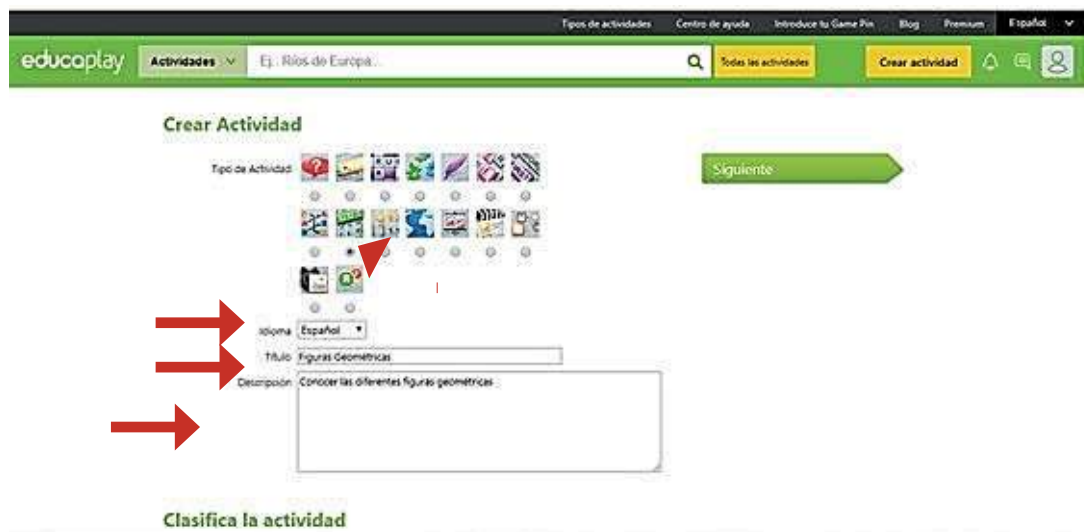 Tipos de actividades Centro de ayuda Introduce tu Game Pin Blog Premium Español
educaplay Actividades Ej.: Ríos de Europa... Todas las actividades Crear actividad
Crear Actividad
Tipo de Actividad
Siguiente
Idioma Español
Título Figuras Geométricas
Descripción Conocer las diferentes figuras geométricas
Clasifica la actividad